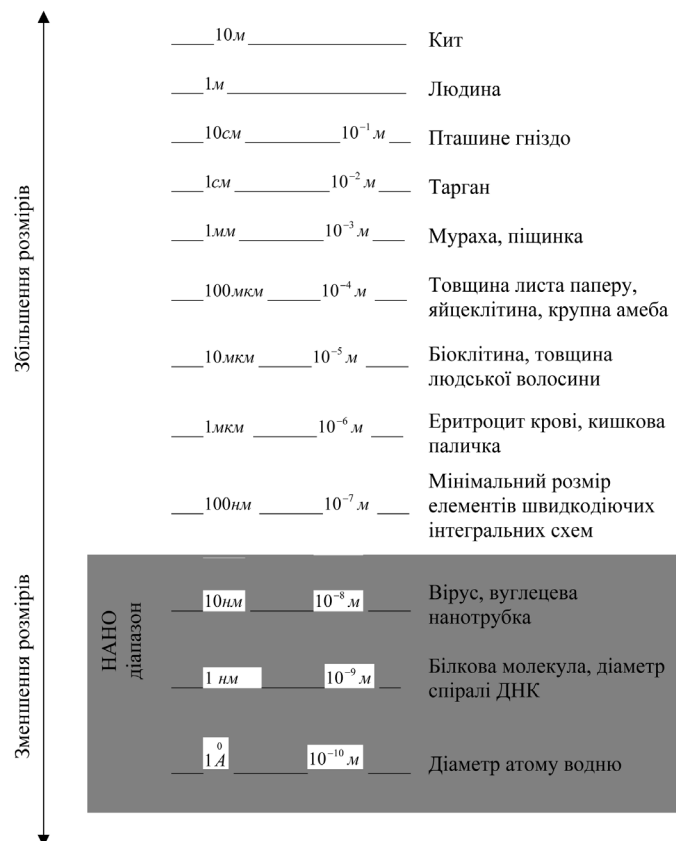 10м Кит
1м Людина
10см 10⁻¹ м Пташине гніздо
1см 10⁻² м Тарган
1мм 10⁻³ м Мураха, піщинка
100мкм 10⁻⁴ м Товщина листа паперу,
яйцеклітина, крупна амеба
10мкм 10⁻⁵ м Біоклітина, товщина
людської волосини
1мкм 10⁻⁶ м Еритроцит крові, кишкова
паличка
Мінімальний розмір
100нм 10⁻⁷ м елементів швидкодіючих
інтегральних схем
10нм 10⁻⁸ м Вірус, вуглецева
нанотрубка
1 нм 10⁻⁹ м Білкова молекула, діаметр
спіралі ДНК
0
1 А 10⁻¹⁰ м Діаметр атому водню
Збільшення розмірів
Зменшення розмірів
НАНО
діапазон